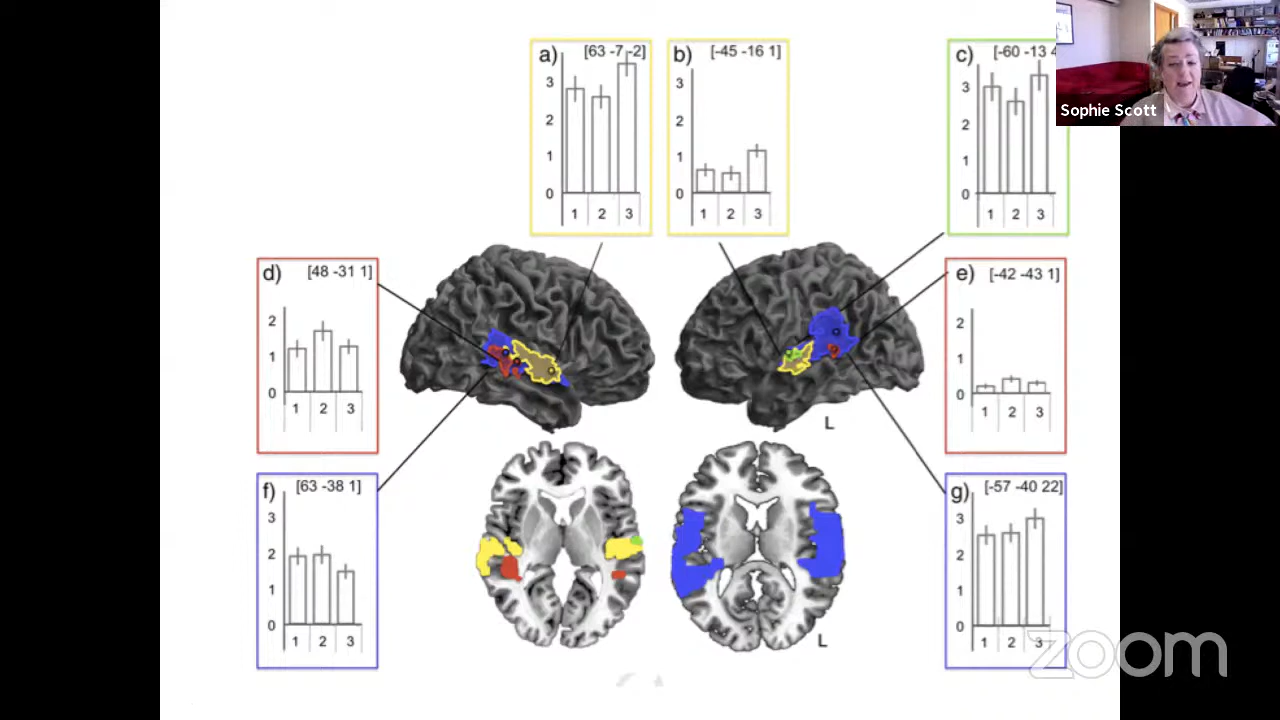 a) [63 -7 -2]
3
2
1
0
1 2 3
b) [-45 -16 1]
3
2
1
0
1 2 3
c) [-60 -13 4
3
2
1
0
1 2 3
Sophie Scott
d) [48 -31 1]
2
1
0
1 2 3
e) [-42 -43 1]
2
1
0
1 2 3
L
f) [63 -38 1]
3
2
1
0
1 2 3
g) [-57 -40 22]
3
2
1
0
1 2 3
L
zoom